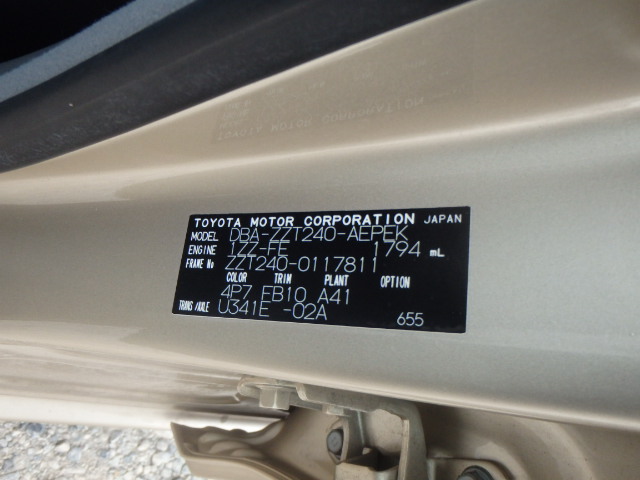 TOYOTA MOTOR CORPORATION JAPAN
MODEL DBA-ZZT240-AEPEK
ENGINE 1ZZ-FE 1794 mL
FRAME No ZZT240-0117811
COLOR TRIM PLANT OPTION
4P7 EB10 A41
TRANS/AXLE U341E -02A
655